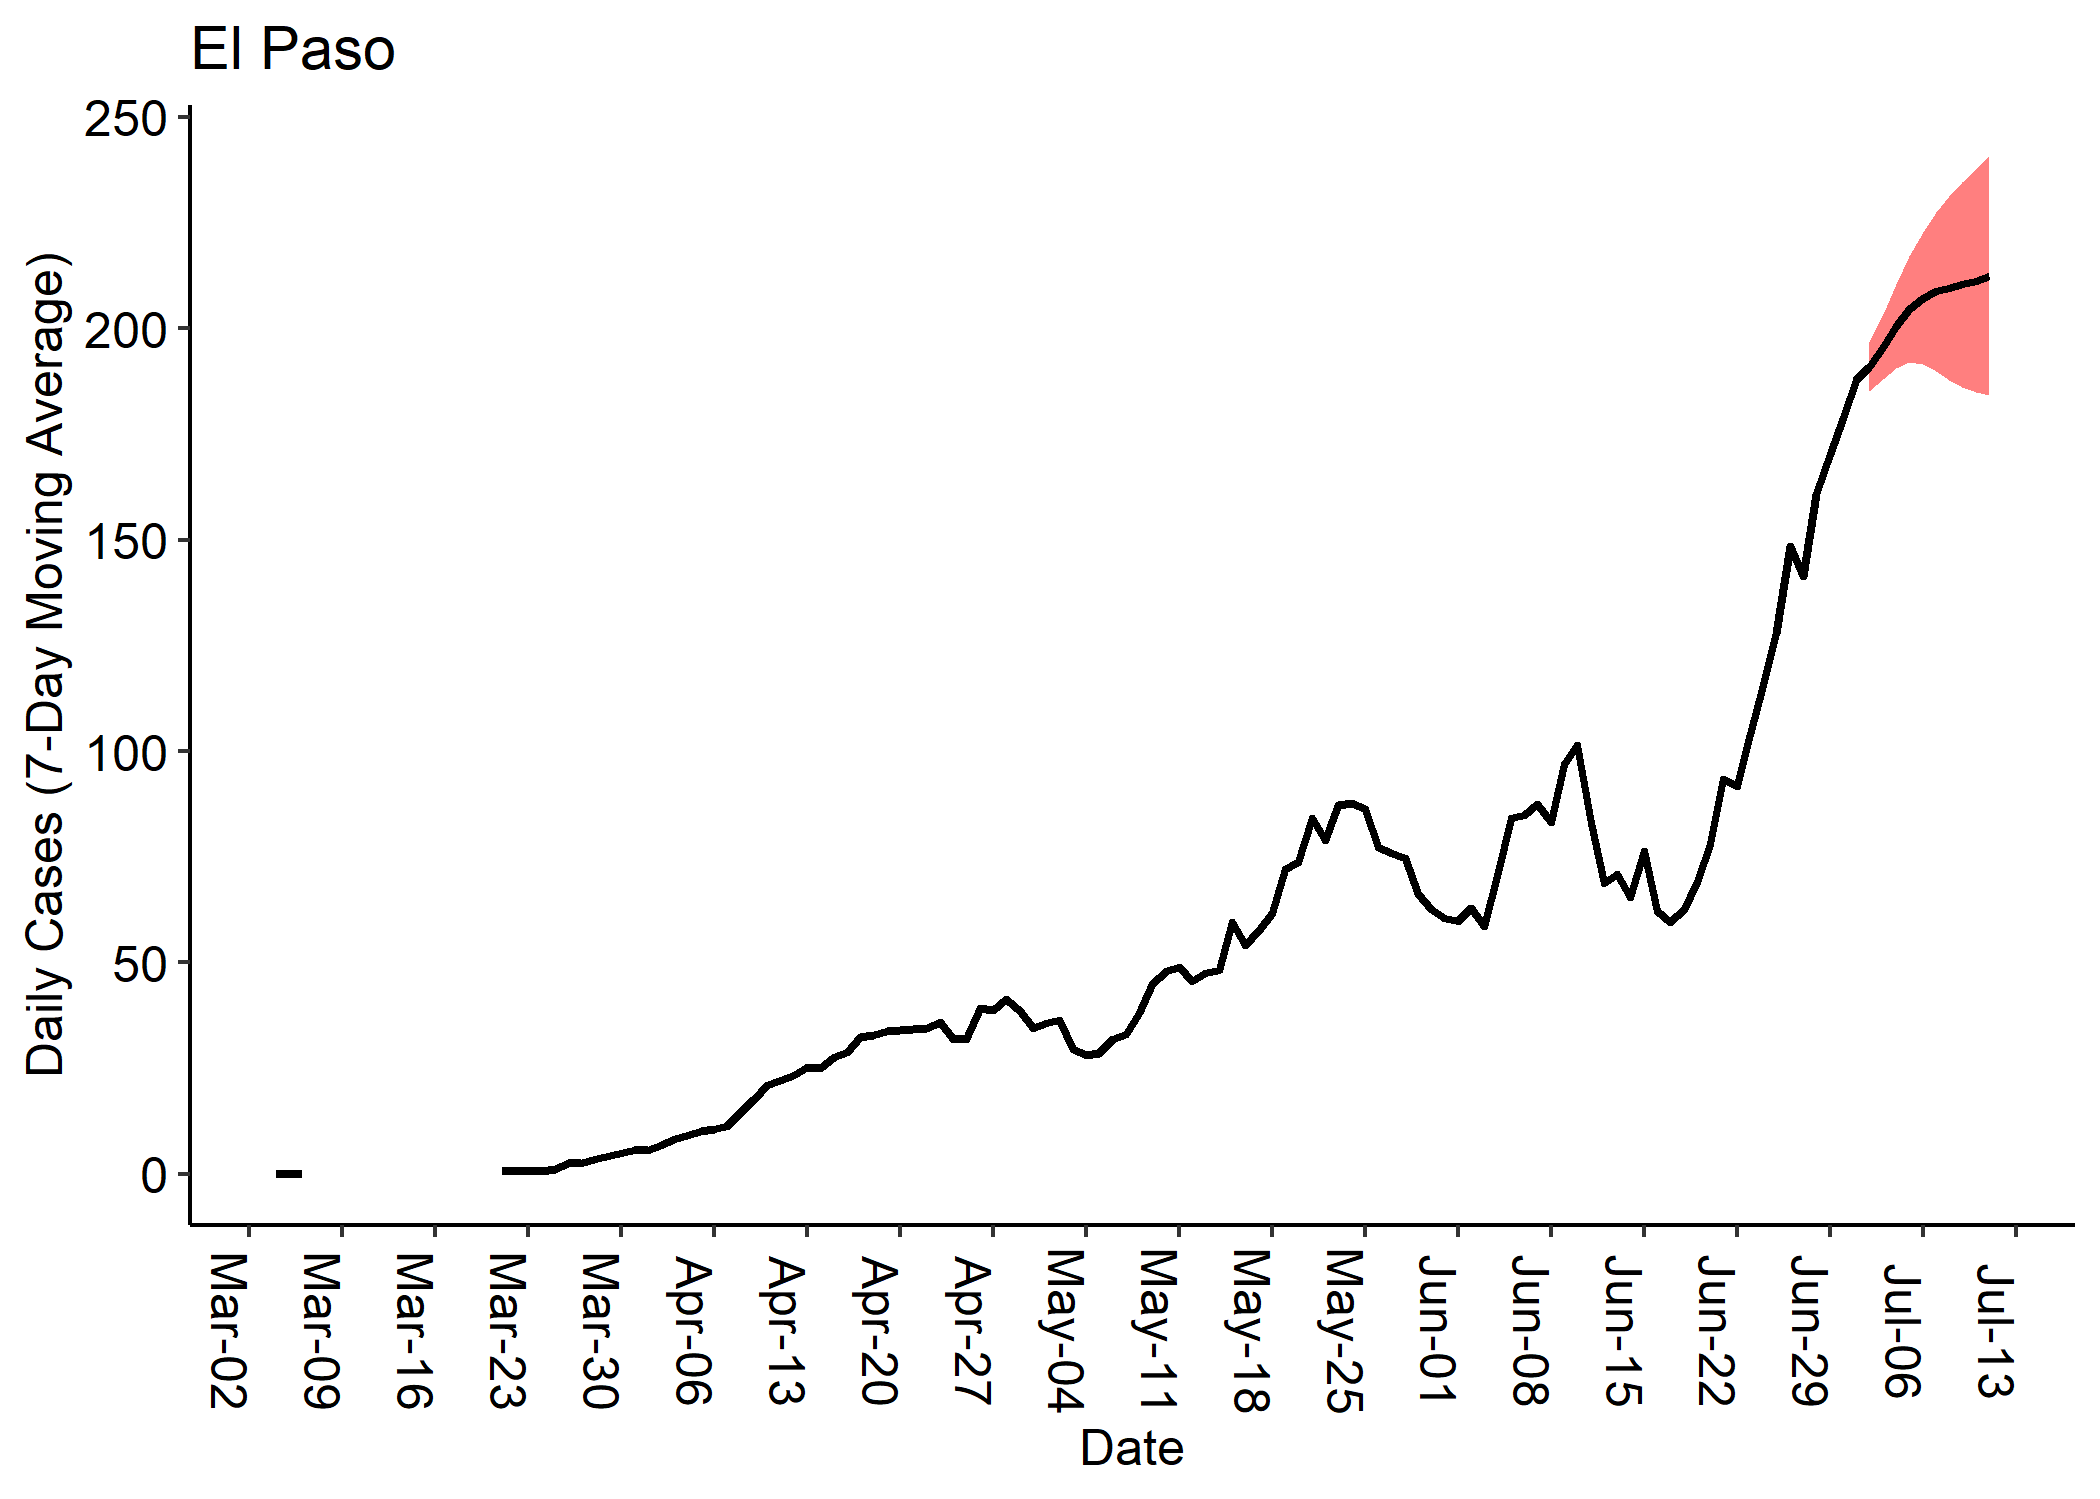 El Paso
Daily Cases (7-Day Moving Average)
250
200
150
100
50
0
Mar-02
Mar-09
Mar-16
Mar-23
Mar-30
Apr-06
Apr-13
Apr-20
Apr-27
May-04
May-11
May-18
May-25
Jun-01
Jun-08
Jun-15
Jun-22
Jun-29
Jul-06
Jul-13
Date